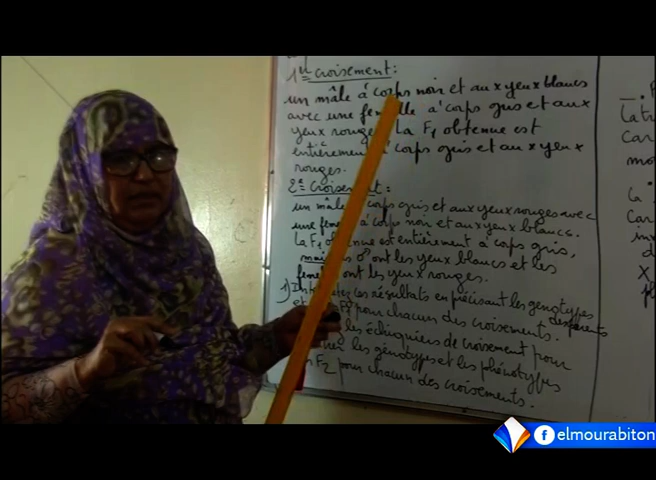 1er croisement:
un mâle à corps noir et aux yeux blancs
avec une femelle à corps gris et aux
yeux rouges. La F1 obtenue est
entièrement à corps gris et aux yeux
rouges.
2e croisement:
un mâle à corps gris et aux yeux rouges avec
une femelle à corps noir et aux yeux blancs.
La F1 obtenue est entièrement à corps gris,
mais les ont les yeux blancs et les
ont les yeux rouges.
1) Interprétez ces résultats en précisant les génotypes
des parents
et pour chacun des croisements.
les échiquiers de croisement pour
les génotypes et les phénotypes
F2 pour chacun des croisements.
La
Car
mo
la
Car
X
elmourabiton